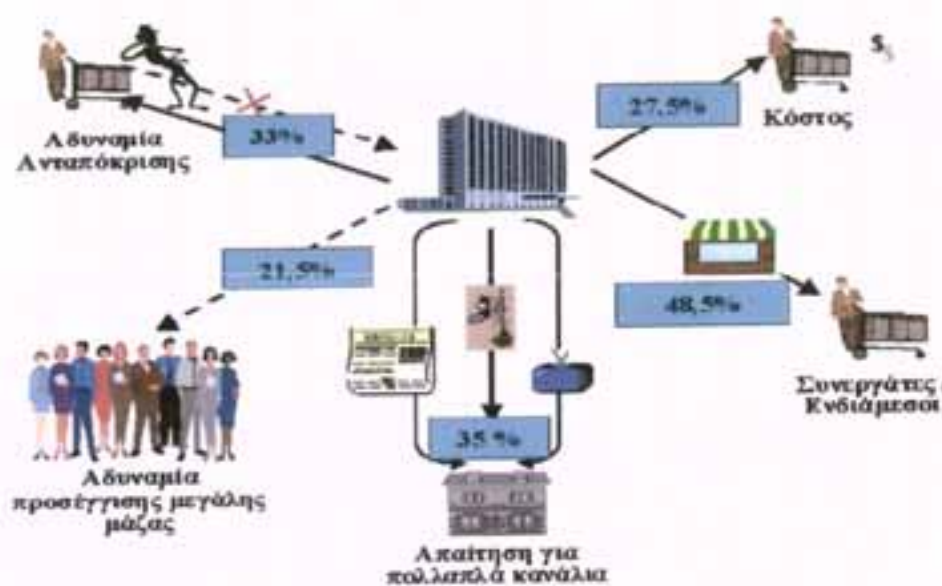 $
27,5%
Κόστος
33%
Αδυναμία
Ανταπόκρισης
21,5%
48,5%
Συνεργάτες /
Ενδιάμεσοι
35%
Αδυναμία
προσέγγισης μεγάλης
μάζας
Απαίτηση για
πολλαπλά κανάλια